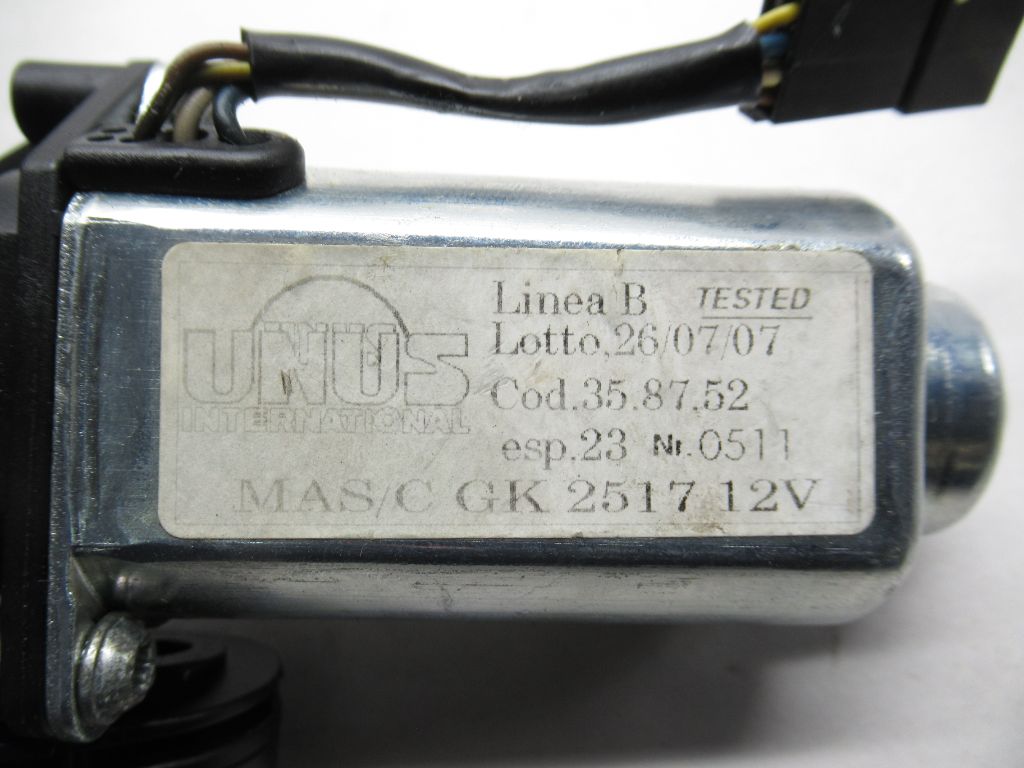 UNUS
INTERNATIONAL
Linea B TESTED
Lotto,26/07/07
Cod.35.87.52
esp.23 Nr.0511
MAS/C GK 2517 12V